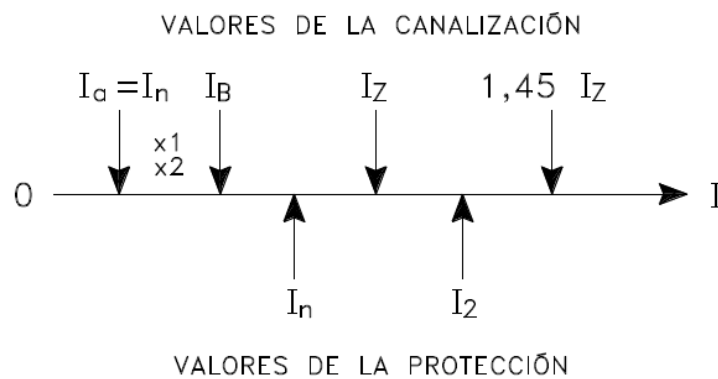 VALORES DE LA CANALIZACIÓN
Ia = In IB IZ 1,45 IZ
x1
x2
0 I
In I2
VALORES DE LA PROTECCIÓN